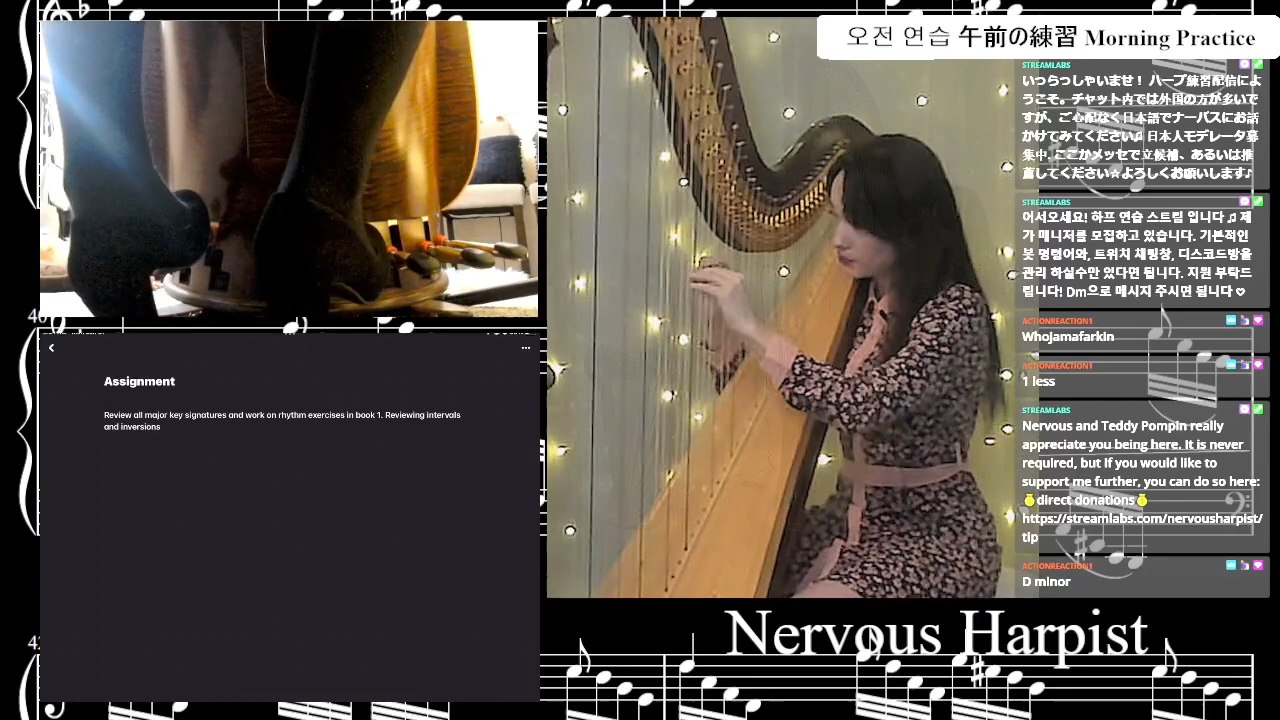 오전 연습 午前の練習 Morning Practice
STREAMLABS
いつらっしゃいませ！ ハープ練習配信によ
うこそ。チャット内では外国の方が多いで
すが、ご心配なく日本語でナーバスにお話
かけてみてください♫ 日本人モデレータ募
集中. ここかメッセで立候補、あるいは推
薦してください☆よろしくお願いします♪
STREAMLABS
어서오세요! 하프 연습 스트림 입니다 ♫ 제
가 매니저를 모집하고 있습니다. 기본적인
봇 명령어와, 트위치 채팅창, 디스코드방을
관리 하실수만 있다면 됩니다. 지원 부탁드
립니다! Dm으로 메시지 주시면 됩니다 ♡
ACTIONREACTION1
Whojamafarkin
ACTIONREACTION1
1 less
STREAMLABS
Nervous and Teddy Pompin really
appreciate you being here. It is never
required, but if you would like to
support me further, you can do so here:
💰direct donations💰
https://streamlabs.com/nervousharpist/
tip
ACTIONREACTION1
D minor
Assignment
Review all major key signatures and work on rhythm exercises in book 1. Reviewing intervals
and inversions
Nervous Harpist